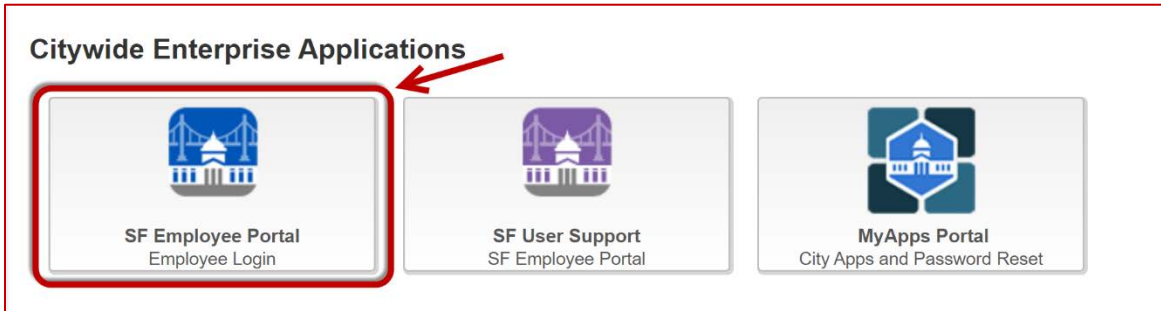 Citywide Enterprise Applications
SF Employee Portal
Employee Login
SF User Support
SF Employee Portal
MyApps Portal
City Apps and Password Reset